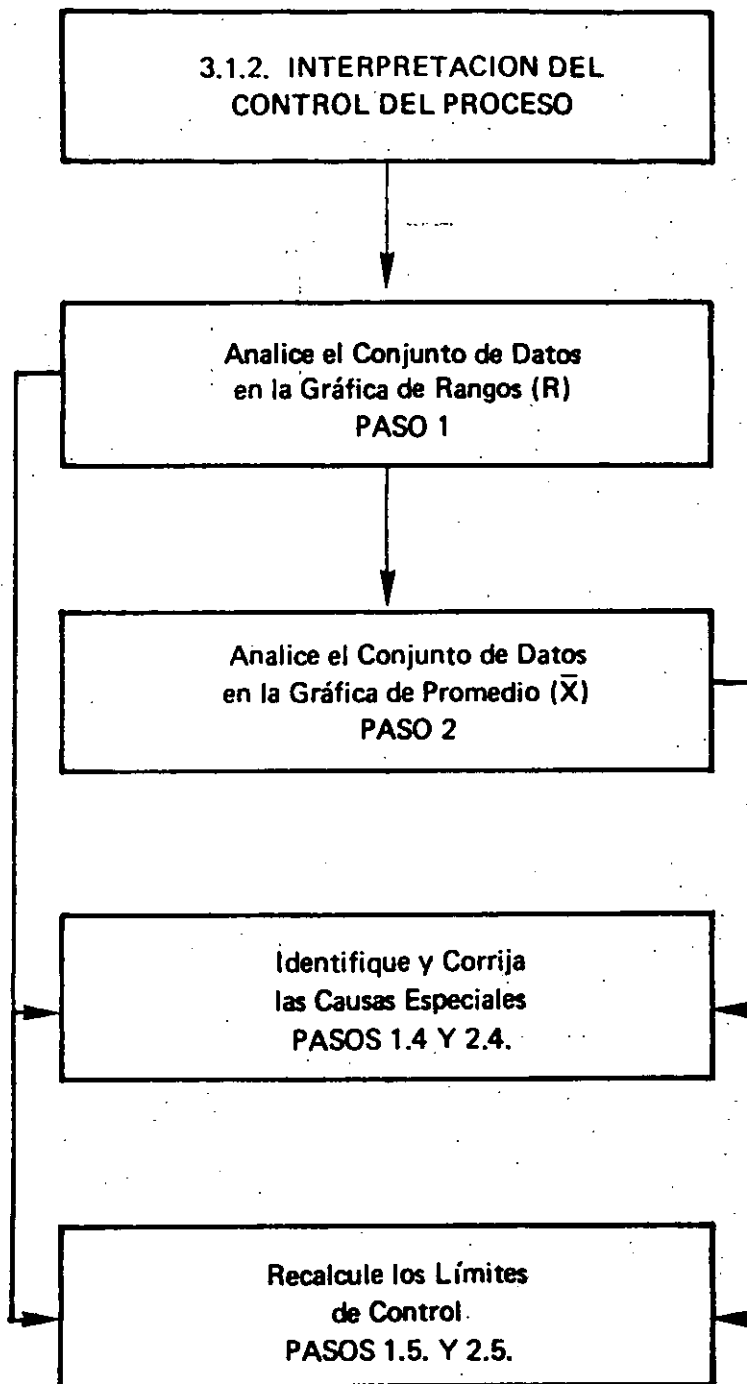 3.1.2. INTERPRETACION DEL
CONTROL DEL PROCESO
Analice el Conjunto de Datos
en la Gráfica de Rangos (R)
PASO 1
Analice el Conjunto de Datos
en la Gráfica de Promedio (X̄)
PASO 2
Identifique y Corrija
las Causas Especiales
PASOS 1.4 Y 2.4.
Recalcule los Límites
de Control.
PASOS 1.5. Y 2.5.